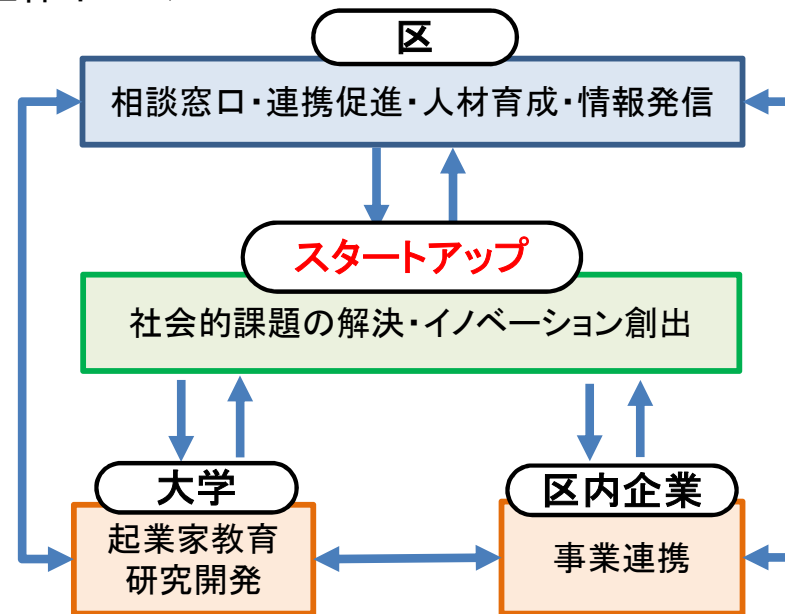 区
相談窓口・連携促進・人材育成・情報発信
スタートアップ
社会的課題の解決・イノベーション創出
大学
起業家教育
研究開発
区内企業
事業連携